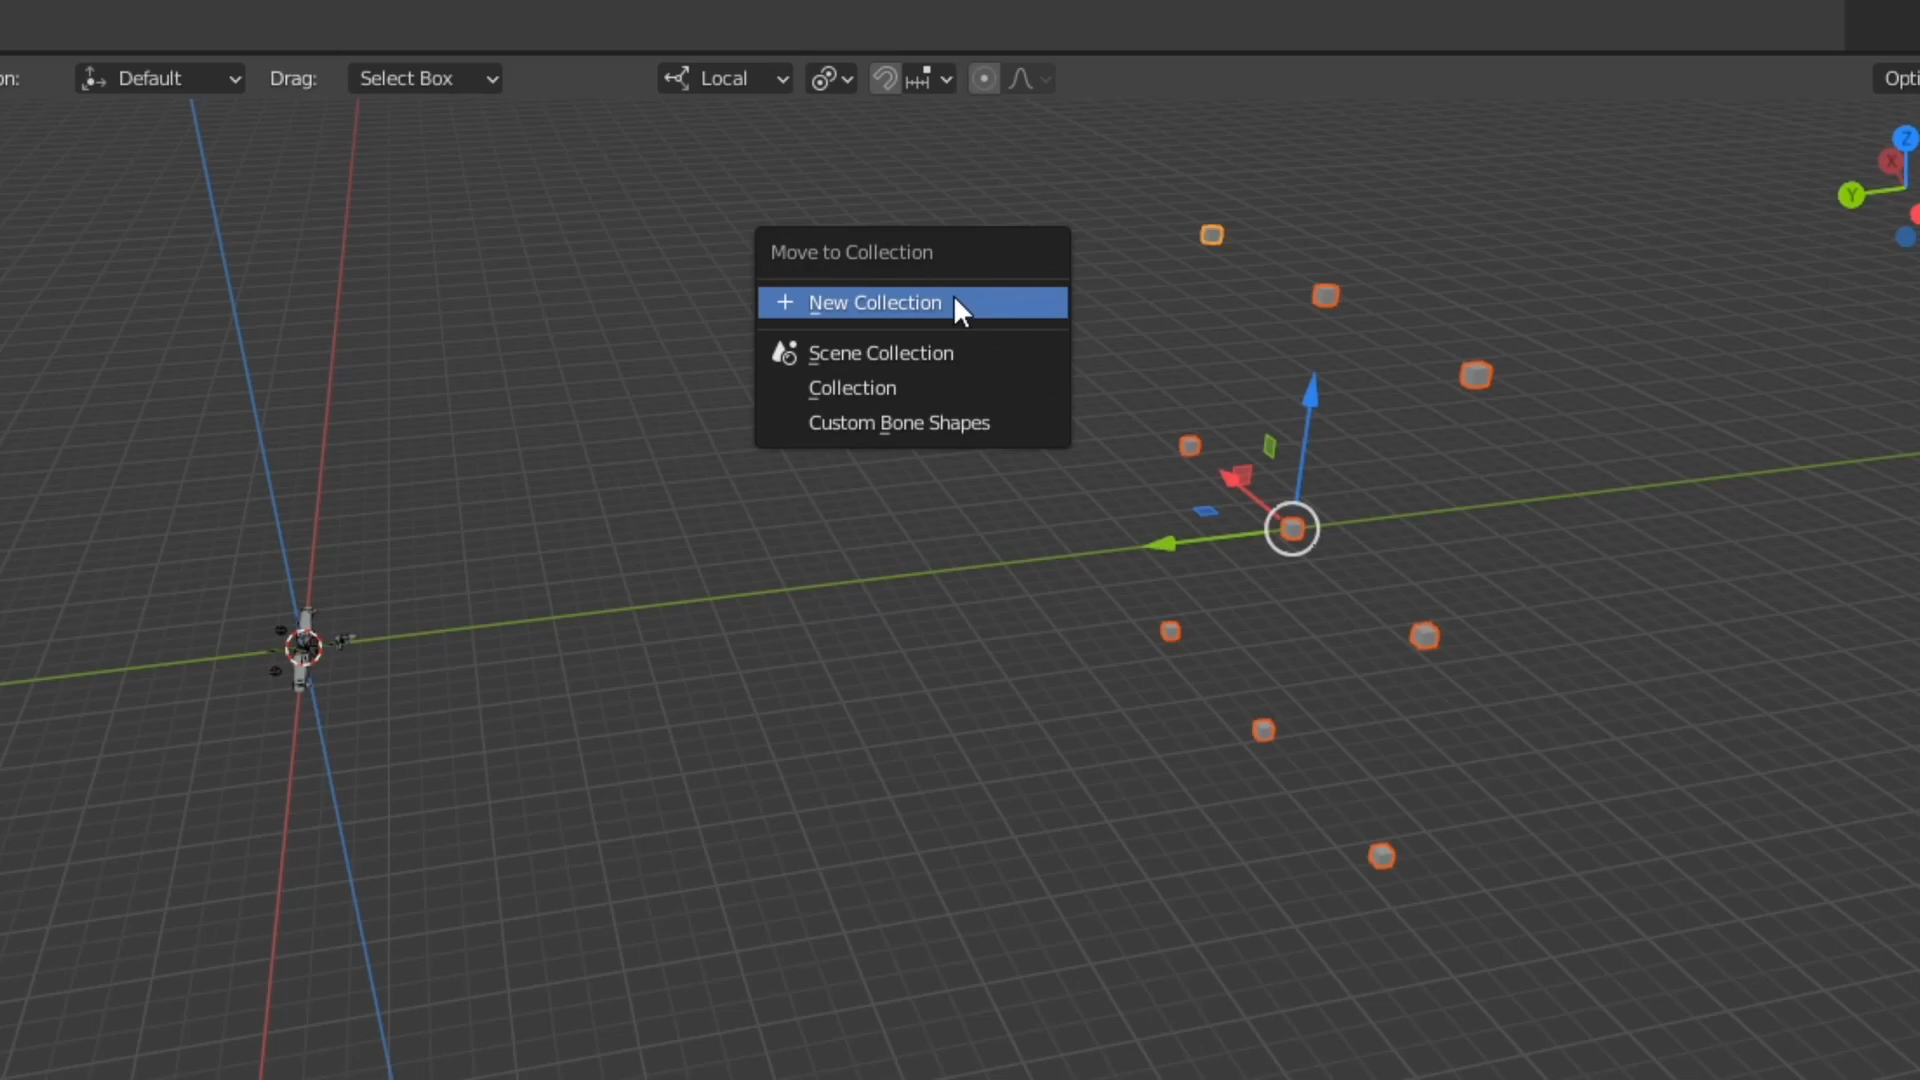 on:
Default
Drag:
Select Box
Local
Opti
Z
X
Y
Move to Collection
New Collection
Scene Collection
Collection
Custom Bone Shapes